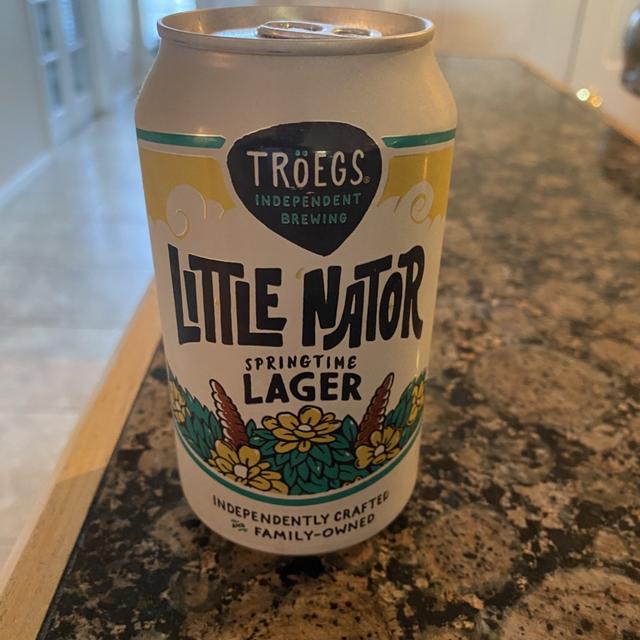 TRÖEGS®
INDEPENDENT
BREWING
LITTLE 'NATOR
SPRINGTIME
LAGER
INDEPENDENTLY CRAFTED
FAMILY-OWNED